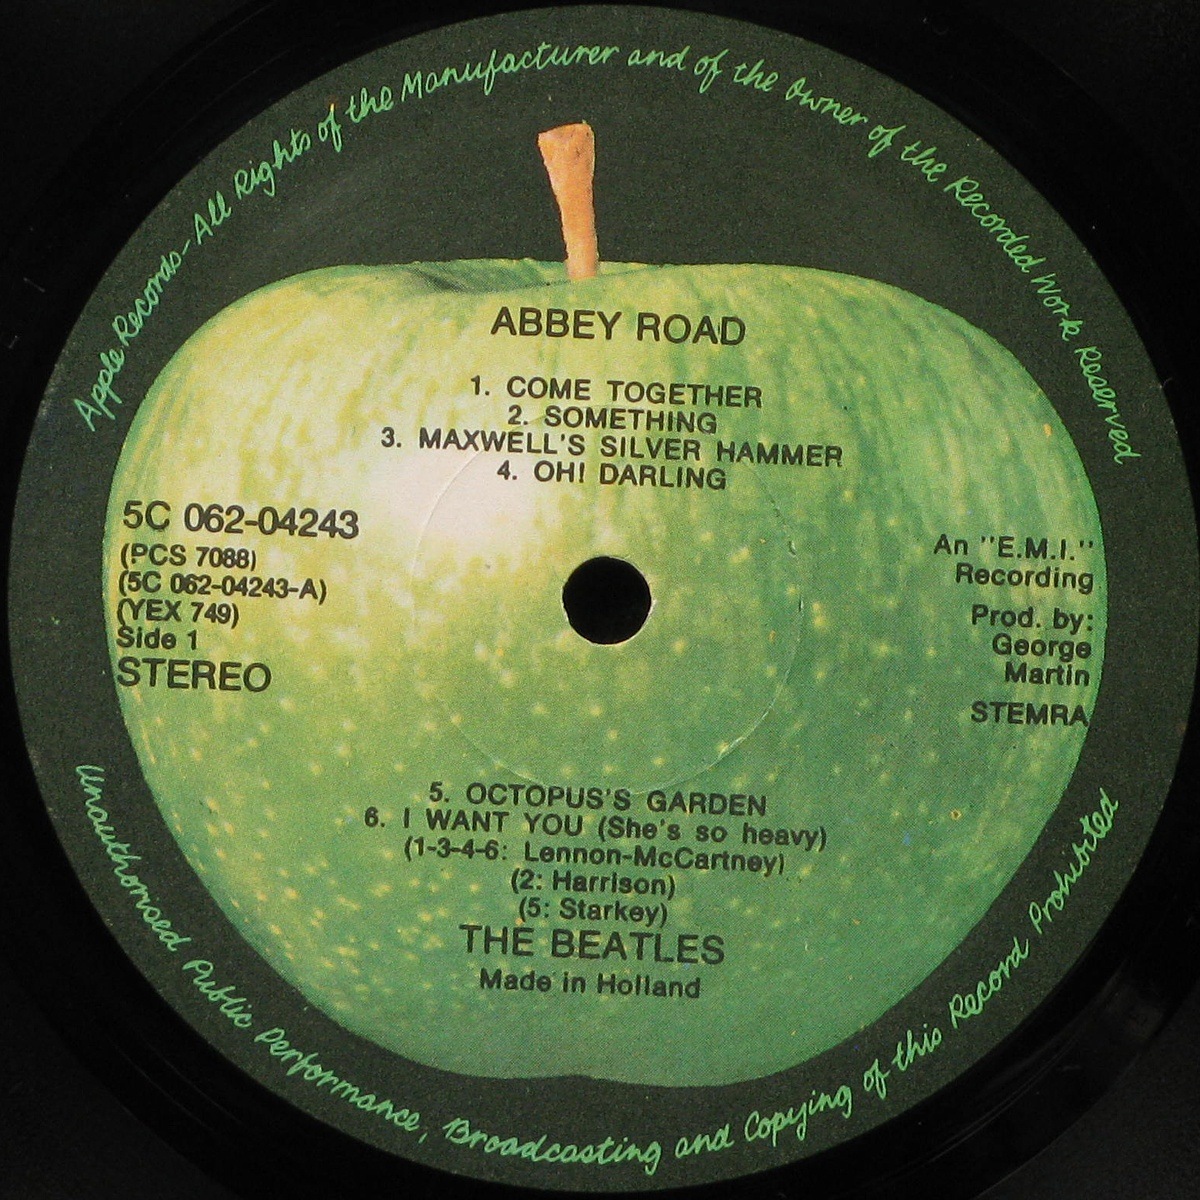 Apple Records - All Rights of the Manufacturer and of the Owner of the Recorded Work Reserved
ABBEY ROAD
1. COME TOGETHER
2. SOMETHING
3. MAXWELL'S SILVER HAMMER
4. OH! DARLING
5C 062-04243
(PCS 7088)
(5C 062-04243-A)
(YEX 749)
Side 1
STEREO
An "E.M.I."
Recording
Prod. by:
George
Martin
STEMRA
5. OCTOPUS'S GARDEN
6. I WANT YOU (She's so heavy)
(1-3-4-6: Lennon-McCartney)
(2: Harrison)
(5: Starkey)
THE BEATLES
Made in Holland
Unauthorised Public Performance, Broadcasting and Copying of this Record Prohibited